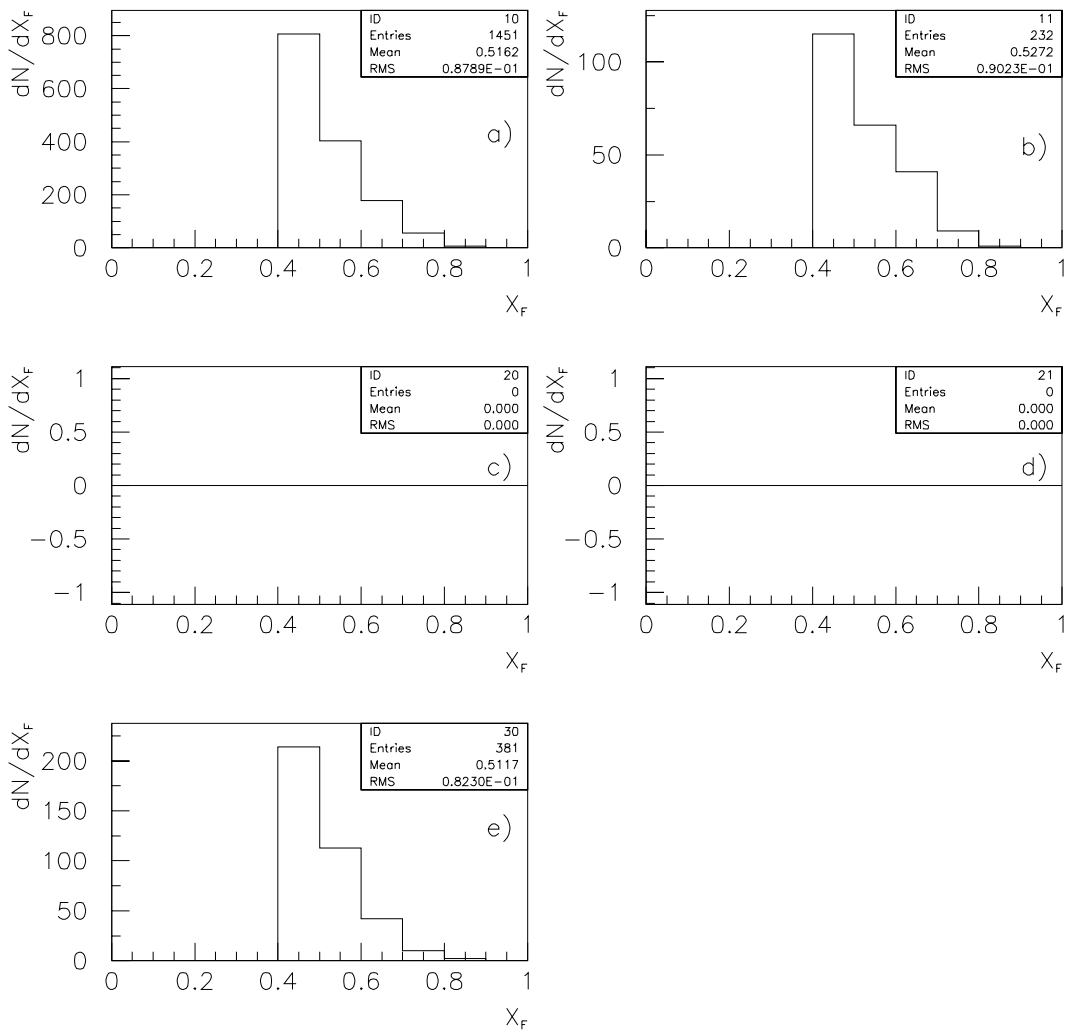 dN/dX_F
ID 10
Entries 1451
Mean 0.5162
RMS 0.8789E−01
a)
800
600
400
200
0
0 0.2 0.4 0.6 0.8 1
X_F
dN/dX_F
ID 11
Entries 232
Mean 0.5272
RMS 0.9023E−01
b)
100
50
0
0 0.2 0.4 0.6 0.8 1
X_F
dN/dX_F
ID 20
Entries 0
Mean 0.000
RMS 0.000
c)
1
0.5
0
−0.5
−1
0 0.2 0.4 0.6 0.8 1
X_F
dN/dX_F
ID 21
Entries 0
Mean 0.000
RMS 0.000
d)
1
0.5
0
−0.5
−1
0 0.2 0.4 0.6 0.8 1
X_F
dN/dX_F
ID 30
Entries 381
Mean 0.5117
RMS 0.8230E−01
e)
200
150
100
50
0
0 0.2 0.4 0.6 0.8 1
X_F